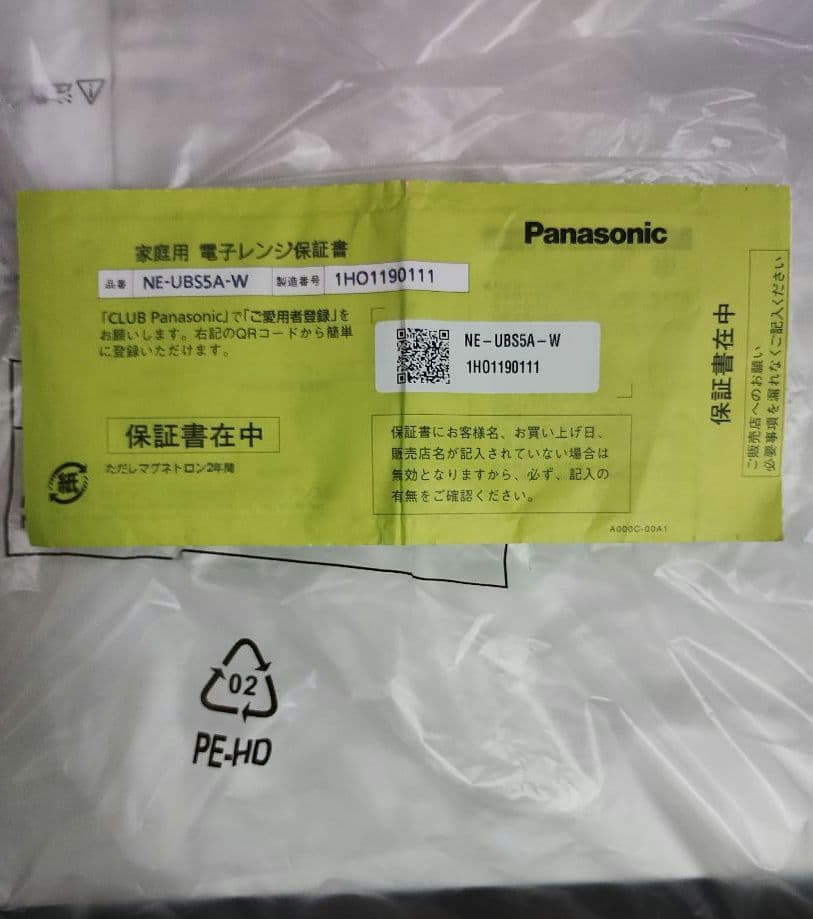 Panasonic
家庭用 電子レンジ保証書
品番 NE-UBS5A-W 製造番号 1HO1190111
「CLUB Panasonic」で「ご愛用者登録」を
お願いします。右記のQRコードから簡単
に登録いただけます。
NE-UBS5A-W
1H01190111
保証書在中
ただしマグネトロン2年間
紙
保証書にお客様名、お買い上げ日、
販売店名が記入されていない場合は
無効となりますから、必ず、記入の
有無をご確認ください。
A000C-00A1
保証書在中
ご販売店へのお願い
必要事項を漏れなくご記入ください
02
PE-HD